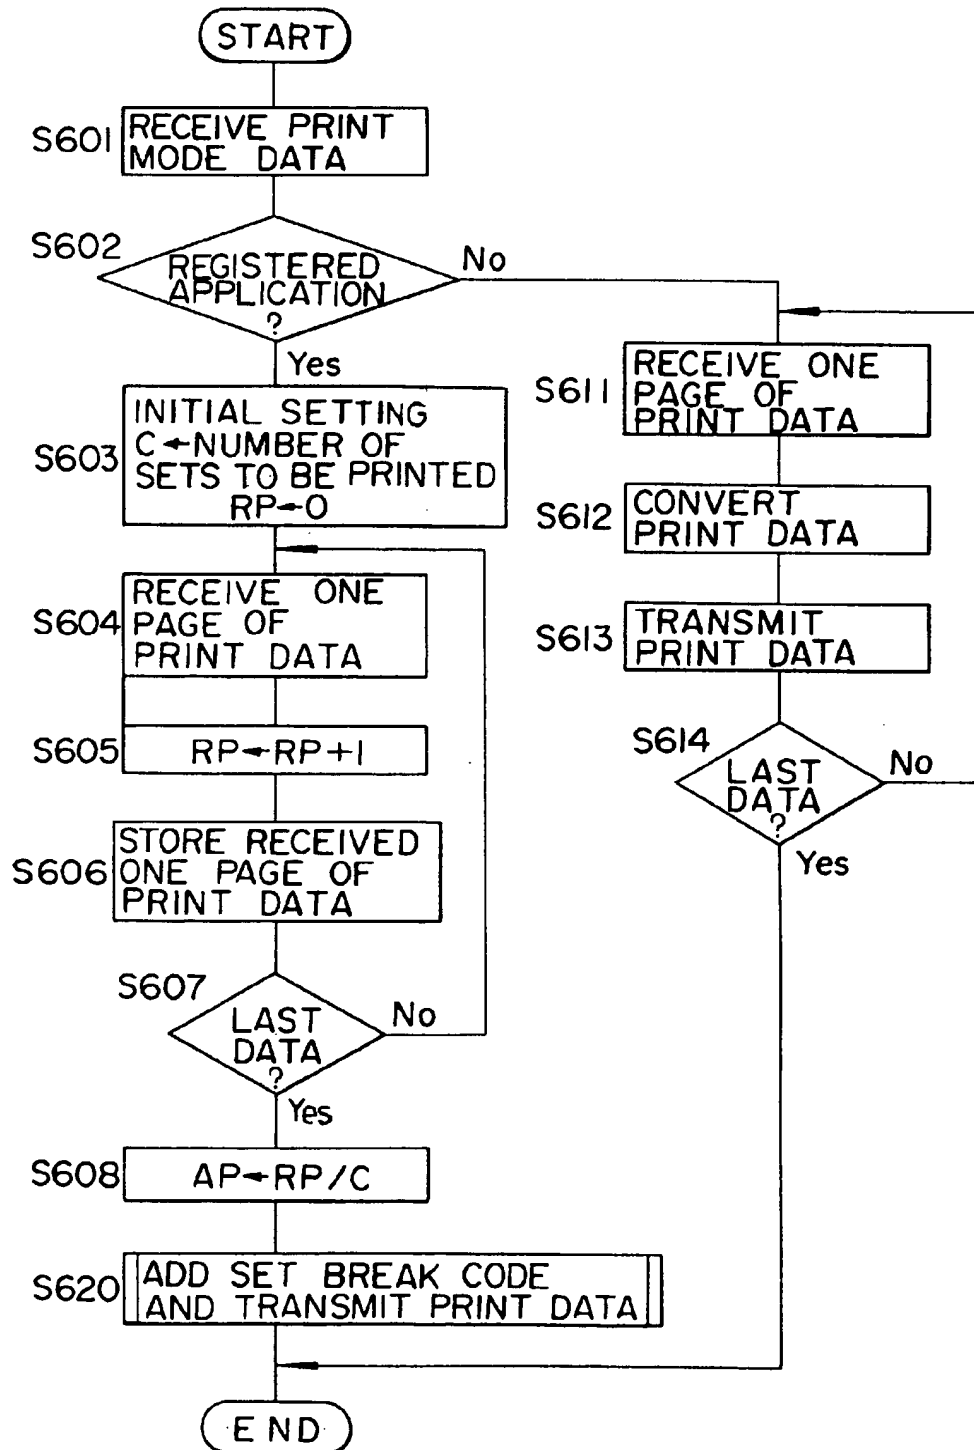 START
S601
RECEIVE PRINT
MODE DATA
S602
REGISTERED
APPLICATION
?
No
Yes
S603
INITIAL SETTING
C←NUMBER OF
SETS TO BE PRINTED
RP←0
S604
RECEIVE ONE
PAGE OF
PRINT DATA
S605
RP←RP+1
S606
STORE RECEIVED
ONE PAGE OF
PRINT DATA
S607
LAST
DATA
?
No
Yes
S608
AP←RP/C
S620
ADD SET BREAK CODE
AND TRANSMIT PRINT DATA
S611
RECEIVE ONE
PAGE OF
PRINT DATA
S612
CONVERT
PRINT DATA
S613
TRANSMIT
PRINT DATA
S614
LAST
DATA
?
No
Yes
END